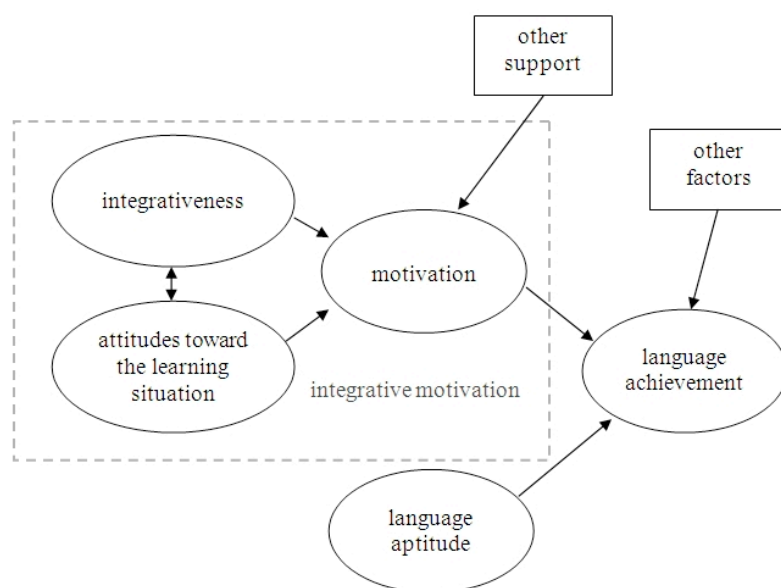 other
support
other
factors
integrativeness
motivation
attitudes toward
the learning
situation
integrative motivation
language
achievement
language
aptitude